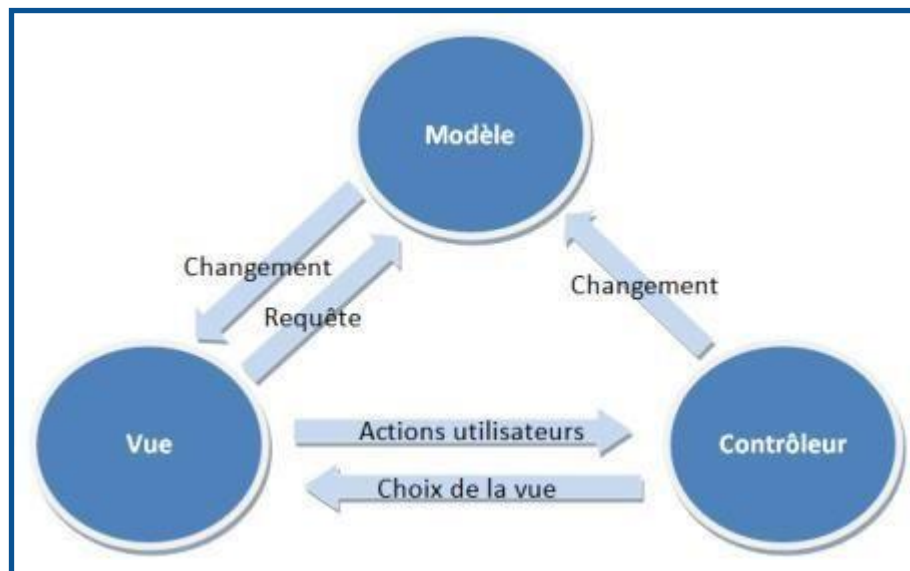 Modèle
Changement
Changement
Requête
Vue
Actions utilisateurs
Contrôleur
Choix de la vue